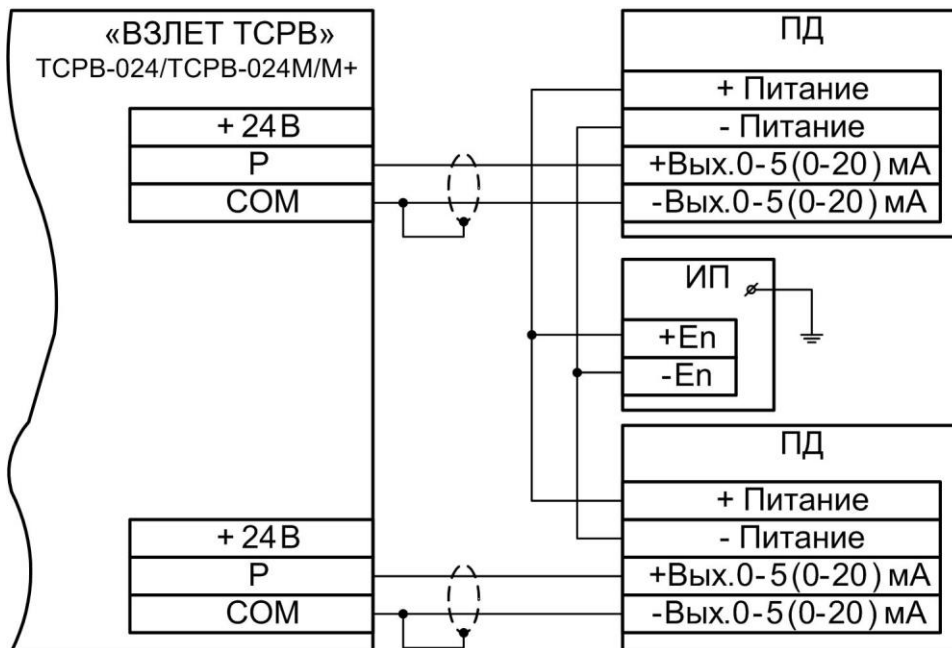 «ВЗЛЕТ ТСРВ»
ТСРВ-024/ТСРВ-024М/М+
+24В
P
COM
+24В
P
COM
ПД
+ Питание
- Питание
+Вых.0-5(0-20) мА
-Вых.0-5(0-20) мА
ИП
+En
-En
ПД
+ Питание
- Питание
+Вых.0-5(0-20) мА
-Вых.0-5(0-20) мА